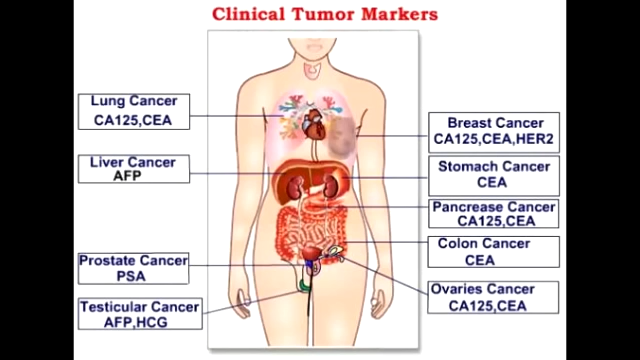 Clinical Tumor Markers
Lung Cancer
CA125,CEA
Liver Cancer
AFP
Prostate Cancer
PSA
Testicular Cancer
AFP,HCG
Breast Cancer
CA125,CEA,HER2
Stomach Cancer
CEA
Pancrease Cancer
CA125,CEA
Colon Cancer
CEA
Ovaries Cancer
CA125,CEA